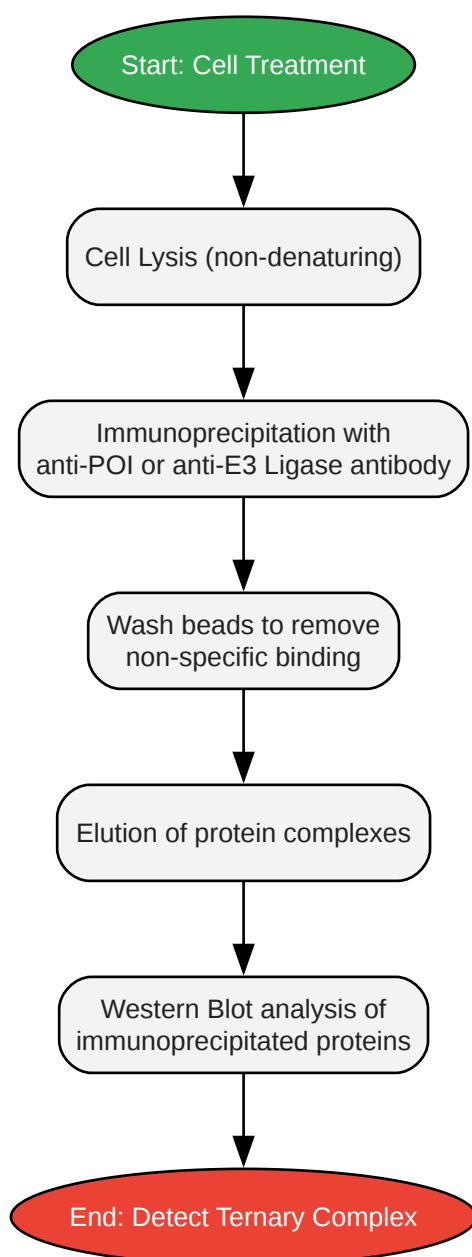 Start: Cell Treatment
Cell Lysis (non-denaturing)
Immunoprecipitation with
anti-POI or anti-E3 Ligase antibody
Wash beads to remove
non-specific binding
Elution of protein complexes
Western Blot analysis of
immunoprecipitated proteins
End: Detect Ternary Complex